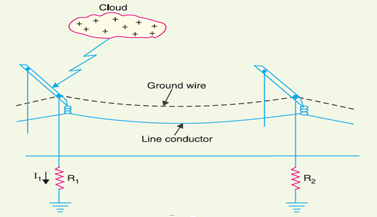 Cloud
Ground wire
Line conductor
I₁
R₁
R₂